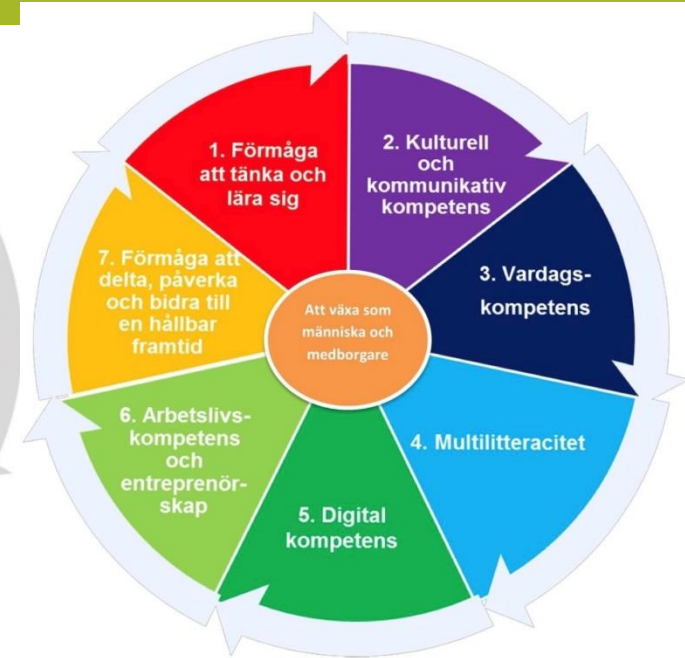 1. Förmåga
att tänka och
lära sig
2. Kulturell
och
kommunikativ
kompetens
3. Vardags-
kompetens
4. Multilitteracitet
5. Digital
kompetens
6. Arbetslivs-
kompetens
och
entreprenör-
skap
7. Förmåga att
delta, påverka
och bidra till
en hållbar
framtid
Att växa som
människa och
medborgare